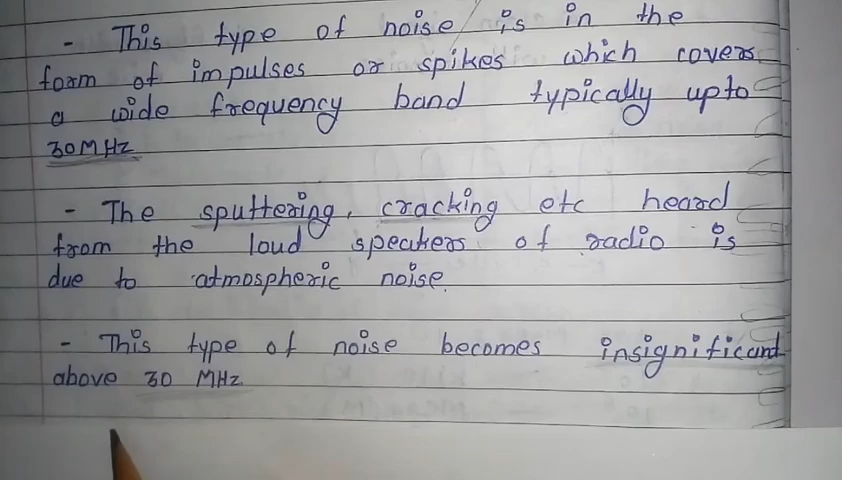 - This type of noise is in the
form of impulses or spikes which covers
a wide frequency band typically upto
30MHz
- The sputtering, cracking etc heard
from the loud speakers of radio is
due to atmospheric noise.
- This type of noise becomes insignificant
above 30 MHz